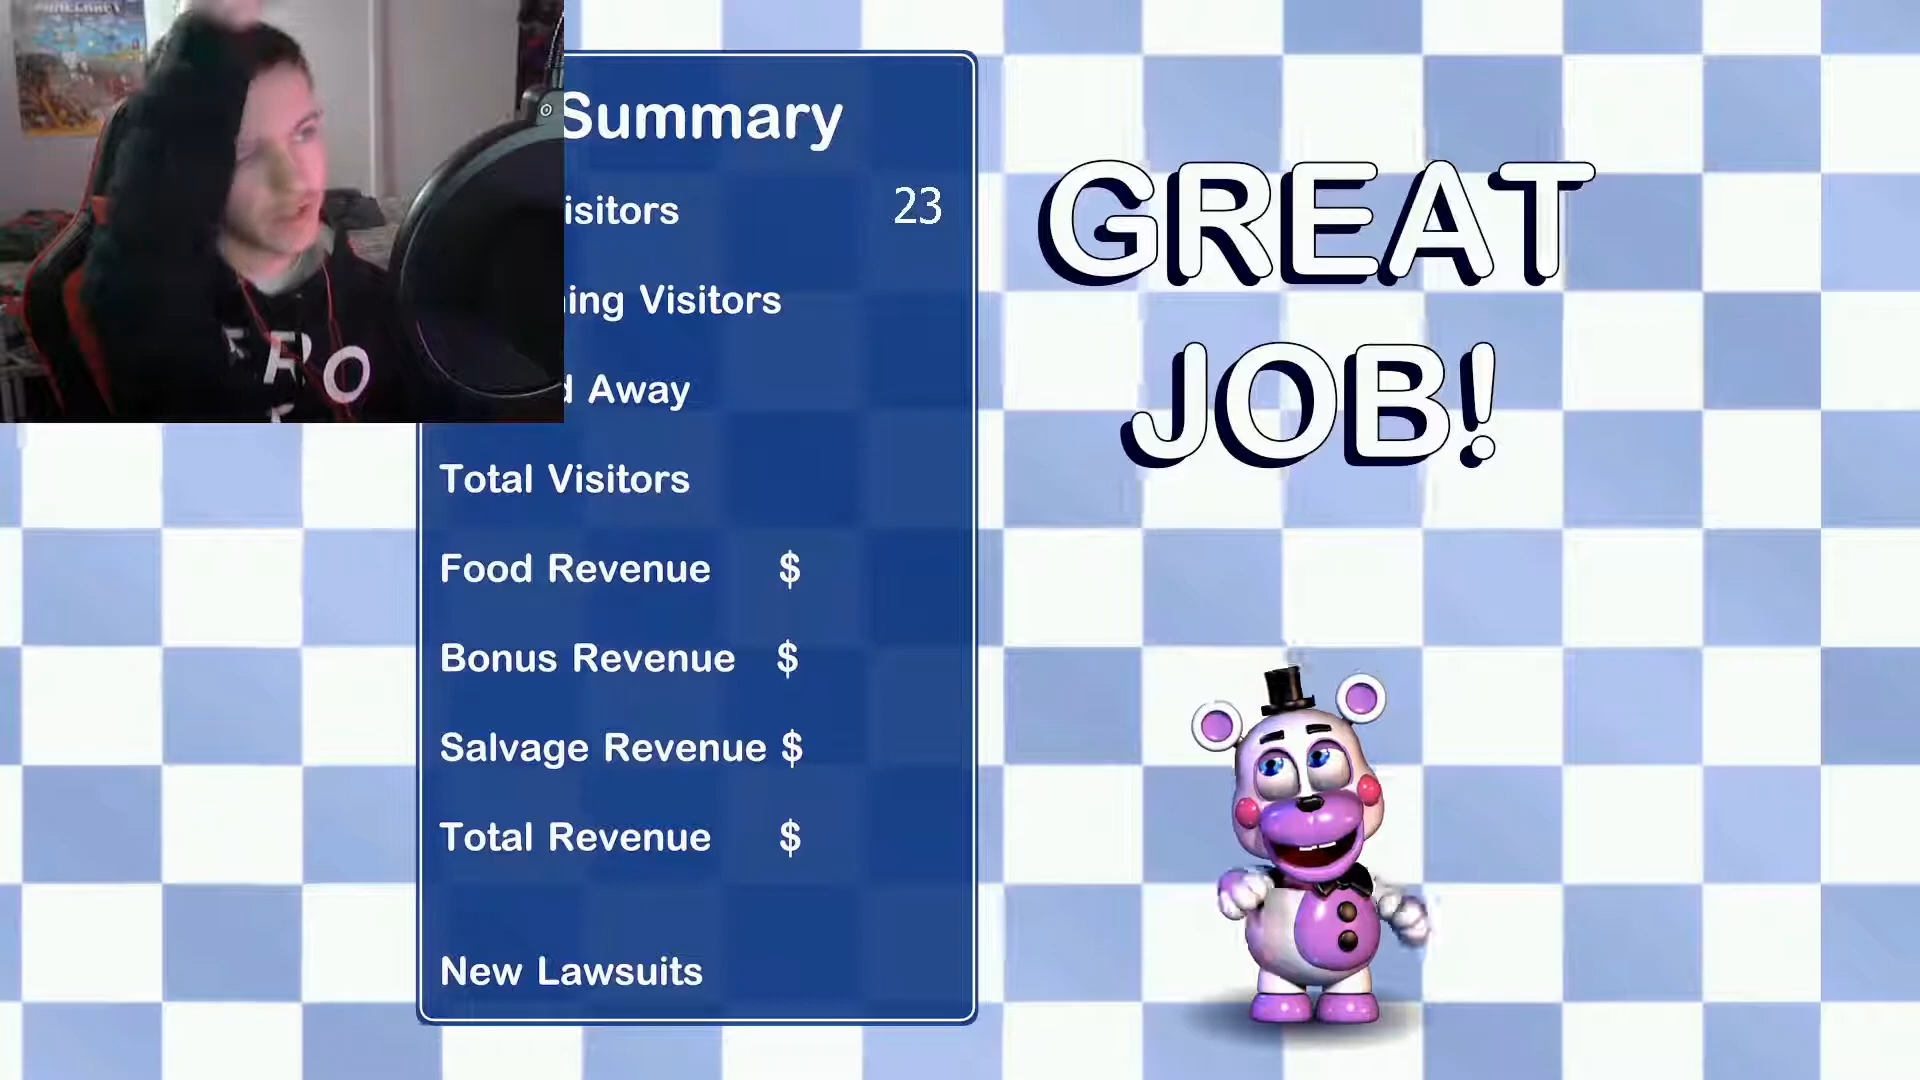 MINECRAFT
Summary
isitors 23
ing Visitors
d Away
Total Visitors
Food Revenue $
Bonus Revenue $
Salvage Revenue $
Total Revenue $
New Lawsuits
GREAT
JOB!